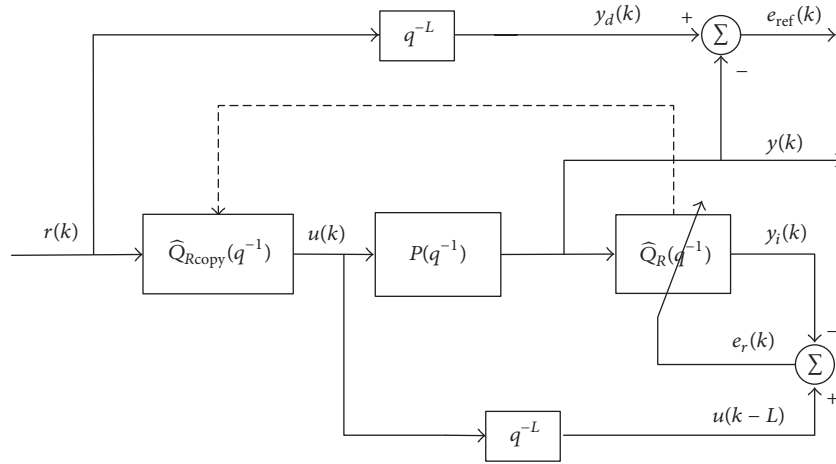 q⁻ᴸ
y_d(k)
+
Σ
e_ref(k)
−
y(k)
r(k)
Q̂_Rcopy(q⁻¹)
u(k)
P(q⁻¹)
Q̂_R(q⁻¹)
y_i(k)
−
e_r(k)
Σ
+
q⁻ᴸ
u(k − L)